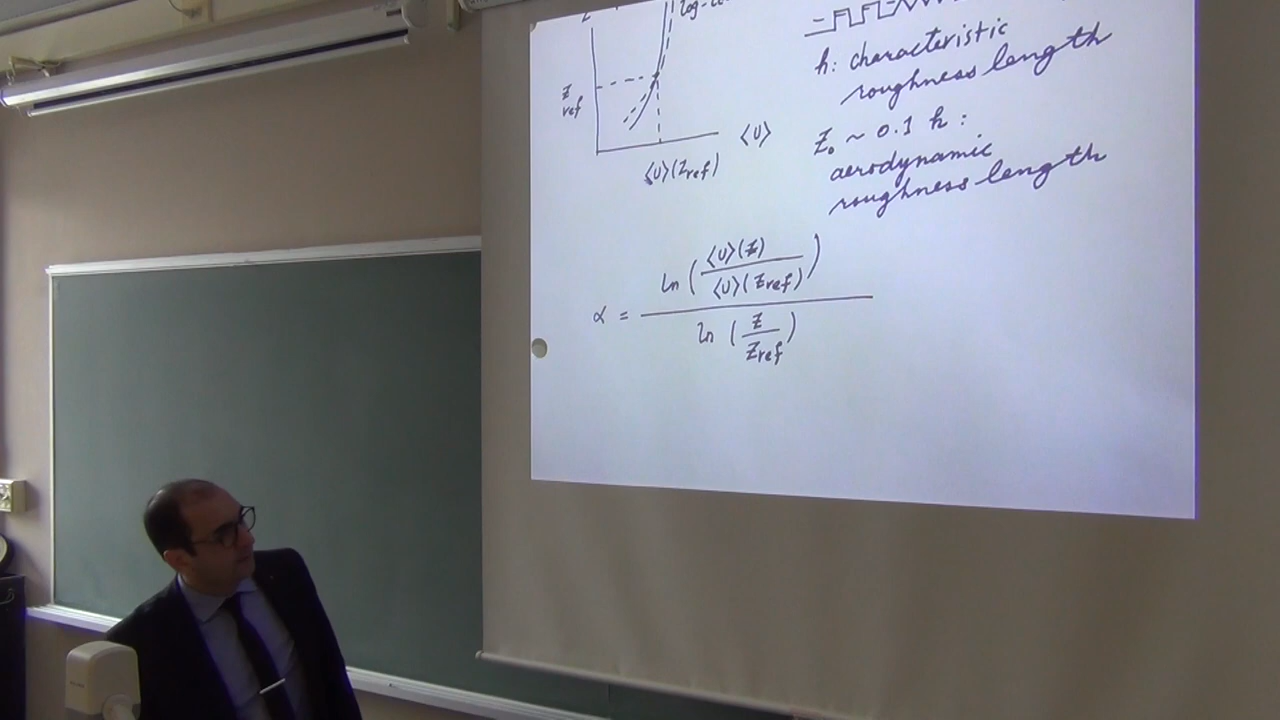 Z
ref
⟨U⟩
⟨U⟩(Zref)
h: characteristic
roughness length
Z₀ ~ 0.1 h :
aerodynamic
roughness length
α = ln (⟨U⟩(Z) / ⟨U⟩(Zref)) / ln (Z / Zref)